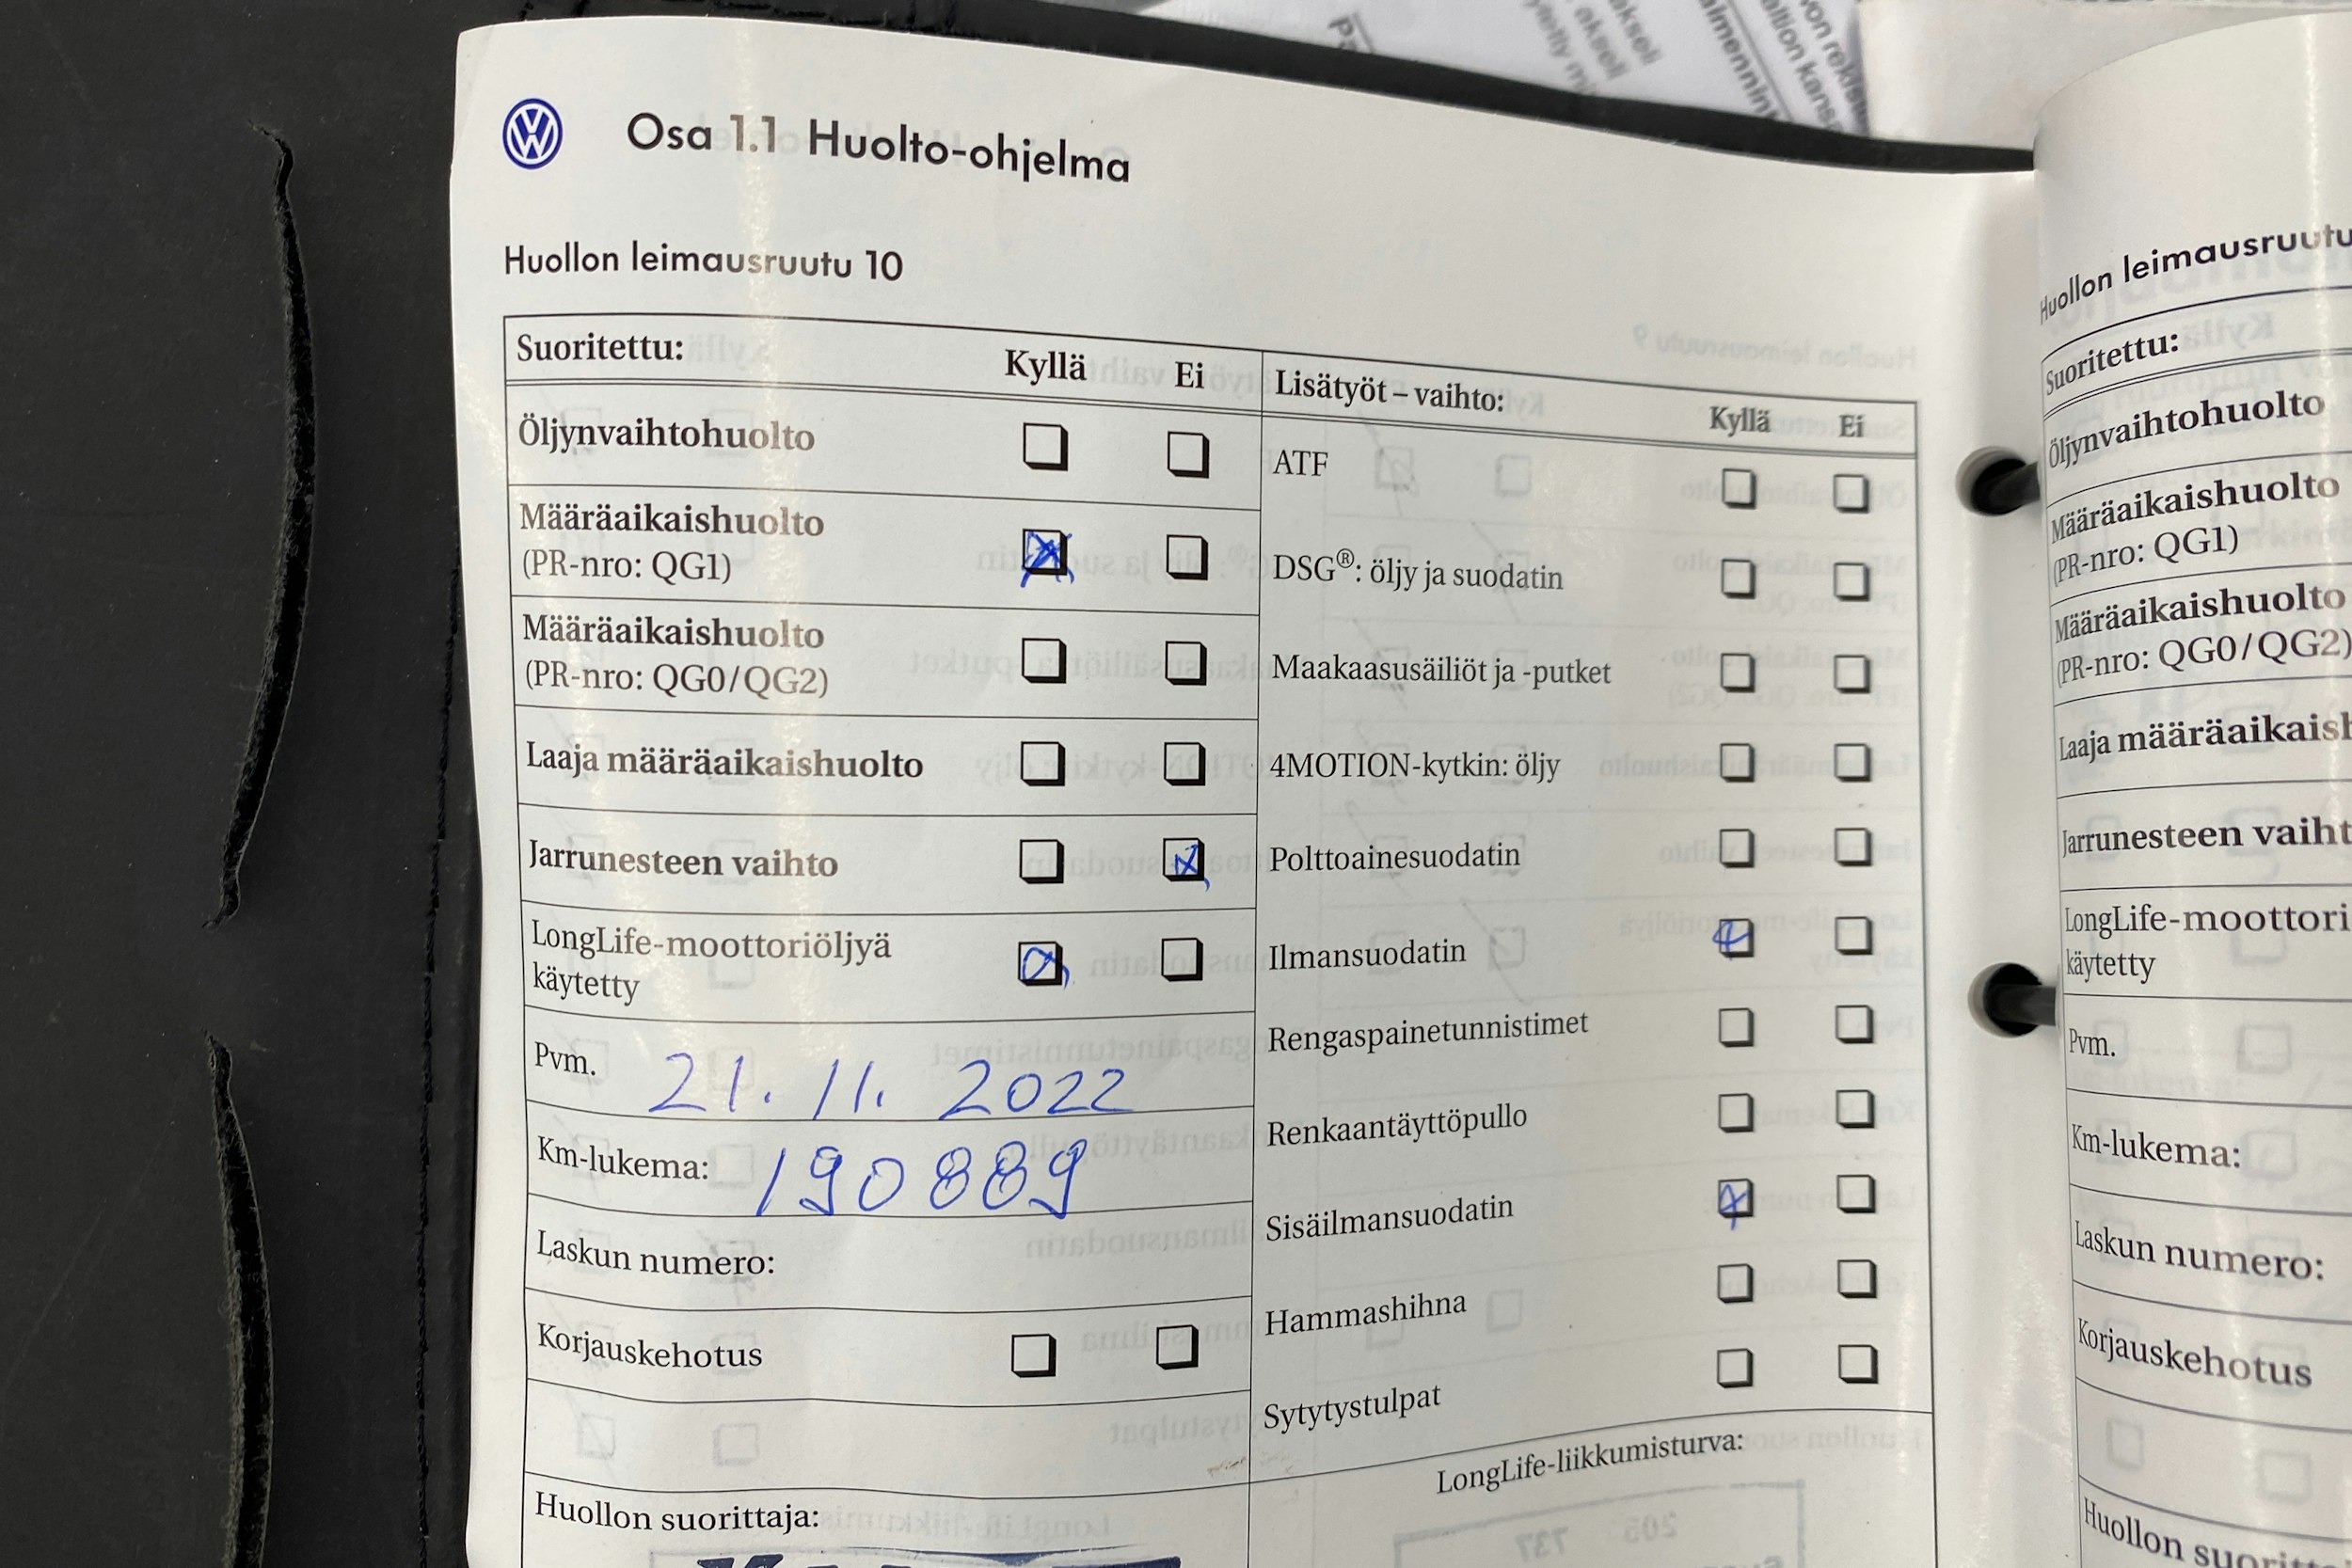 Osa 1.1 Huolto-ohjelma
Huollon leimausruutu 10
Suoritettu: Kyllä Ei
Öljynvaihtohuolto
Määräaikaishuolto
(PR-nro: QG1)
Määräaikaishuolto
(PR-nro: QG0/QG2)
Laaja määräaikaishuolto
Jarrunesteen vaihto
LongLife-moottoriöljyä
käytetty
Pvm. 21. 11. 2022
Km-lukema: 190889
Laskun numero:
Korjauskehotus
Huollon suorittaja:
Lisätyöt – vaihto: Kyllä Ei
ATF
DSG®: öljy ja suodatin
Maakaasusäiliöt ja -putket
4MOTION-kytkin: öljy
Polttoainesuodatin
Ilmansuodatin
Rengaspainetunnistimet
Renkaantäyttöpullo
Sisäilmansuodatin
Hammashihna
Sytytystulpat
LongLife-liikkumisturva:
Huollon leimausruutu
Suoritettu:
Öljynvaihtohuolto
Määräaikaishuolto
(PR-nro: QG1)
Määräaikaishuolto
(PR-nro: QG0/QG2)
Laaja määräaikaish
Jarrunesteen vaiht
LongLife-moottori
käytetty
Pvm.
Km-lukema:
Laskun numero:
Korjauskehotus
Huollon suoritt